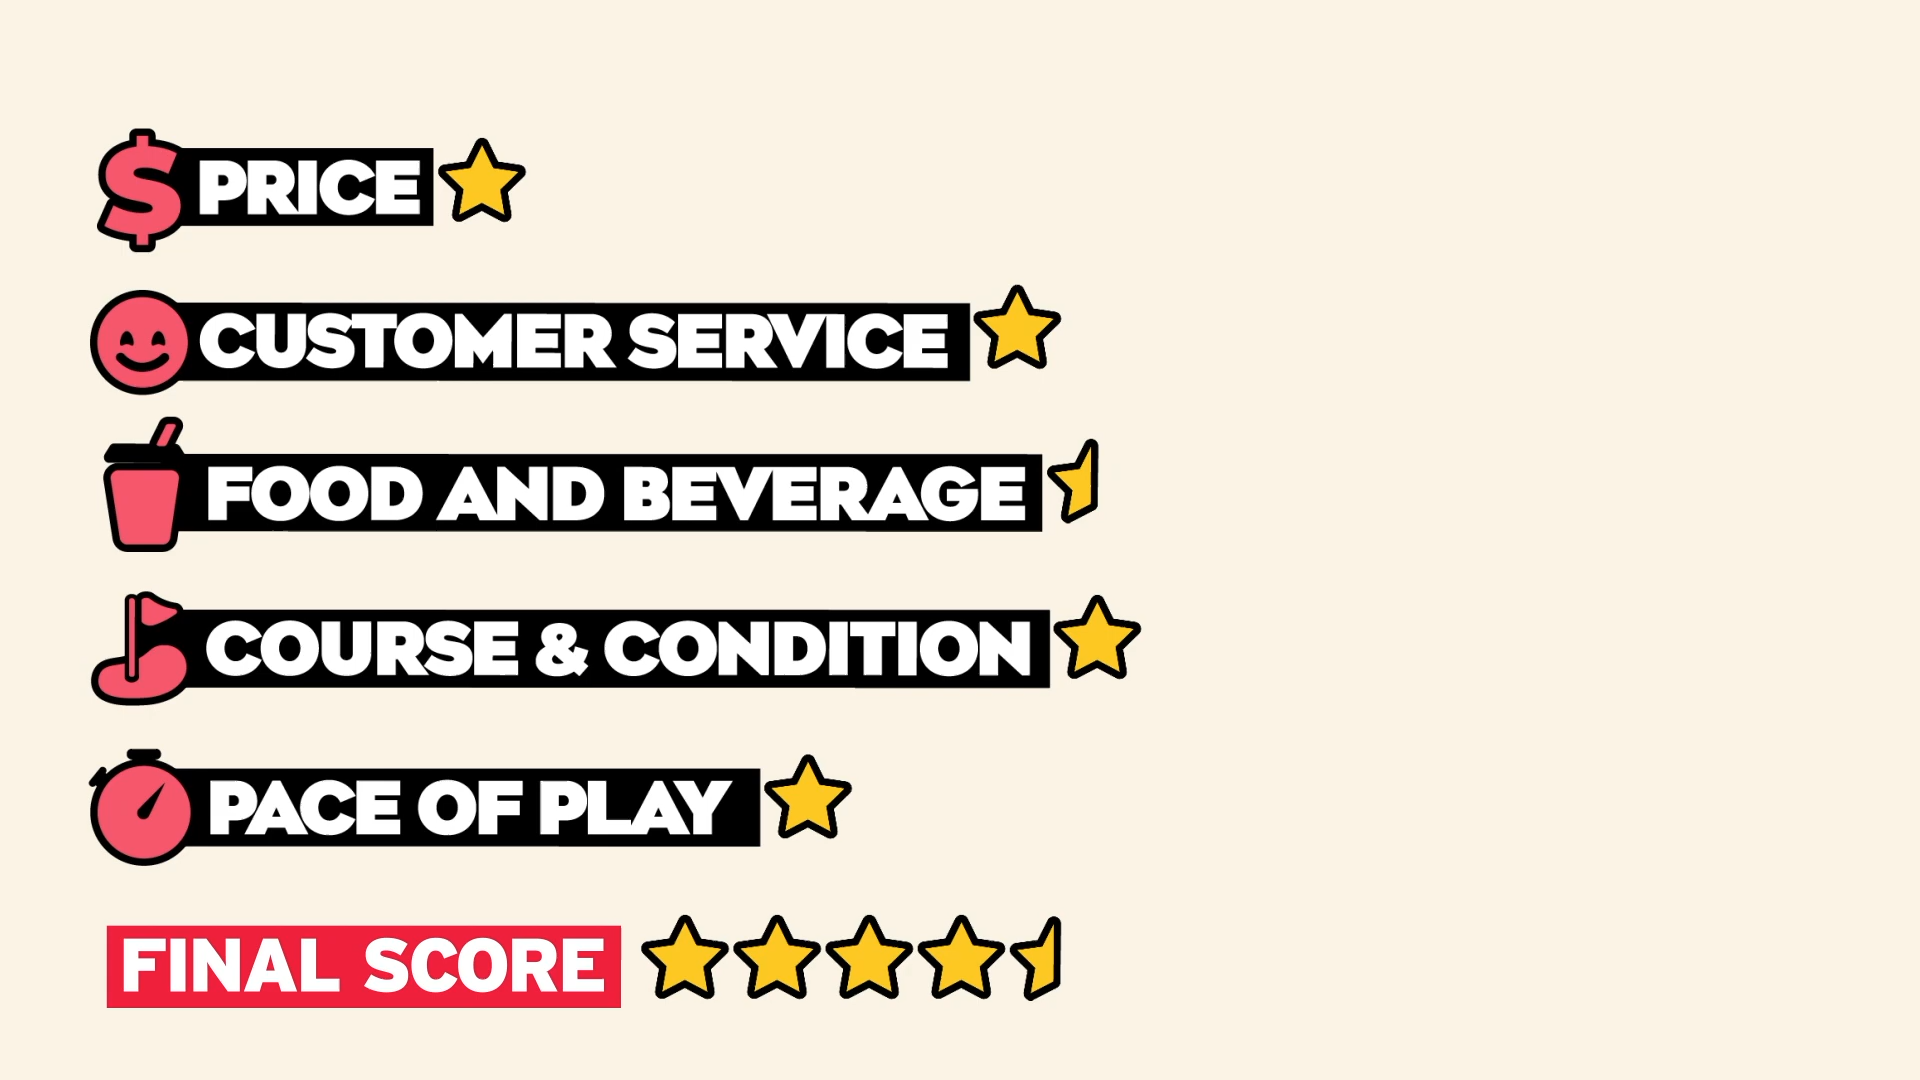 $ PRICE
CUSTOMER SERVICE
FOOD AND BEVERAGE
COURSE & CONDITION
PACE OF PLAY
FINAL SCORE